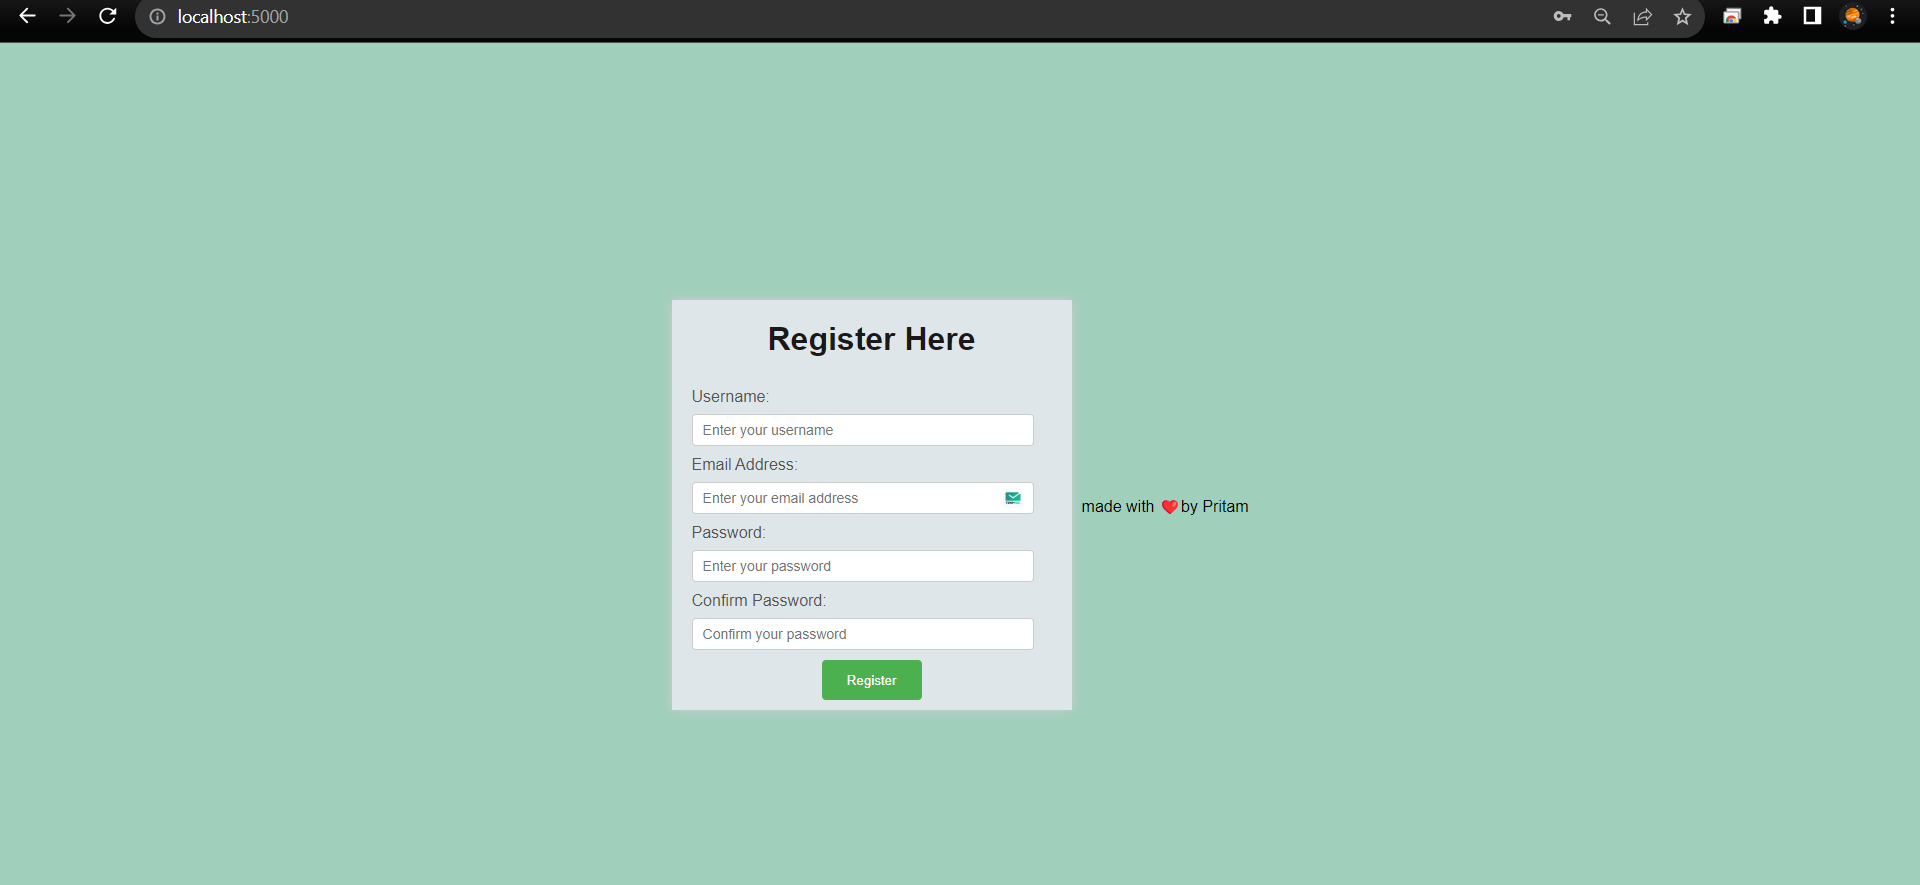 localhost:5000
Register Here
Username:
Enter your username
Email Address:
Enter your email address
Password:
Enter your password
Confirm Password:
Confirm your password
Register
made with ❤️by Pritam